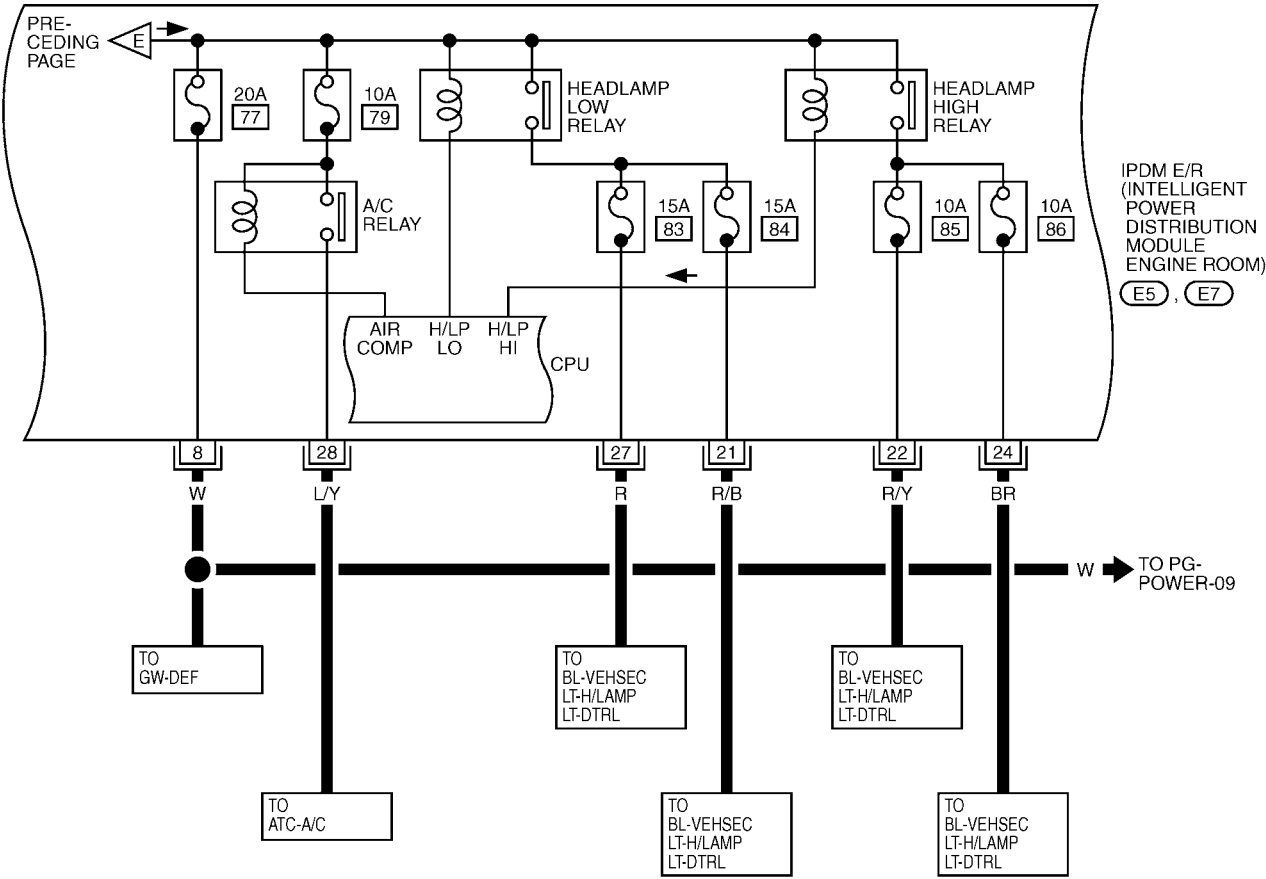 PRE-
CEDING
PAGE
E
20A
77
10A
79
HEADLAMP
LOW
RELAY
HEADLAMP
HIGH
RELAY
A/C
RELAY
15A
83
15A
84
10A
85
10A
86
IPDM E/R
(INTELLIGENT
POWER
DISTRIBUTION
MODULE
ENGINE ROOM)
E5 , E7
AIR
COMP
H/LP
LO
H/LP
HI
CPU
8
28
27
21
22
24
W
L/Y
R
R/B
R/Y
BR
W
TO PG-
POWER-09
TO
GW-DEF
TO
BL-VEHSEC
LT-H/LAMP
LT-DTRL
TO
BL-VEHSEC
LT-H/LAMP
LT-DTRL
TO
ATC-A/C
TO
BL-VEHSEC
LT-H/LAMP
LT-DTRL
TO
BL-VEHSEC
LT-H/LAMP
LT-DTRL